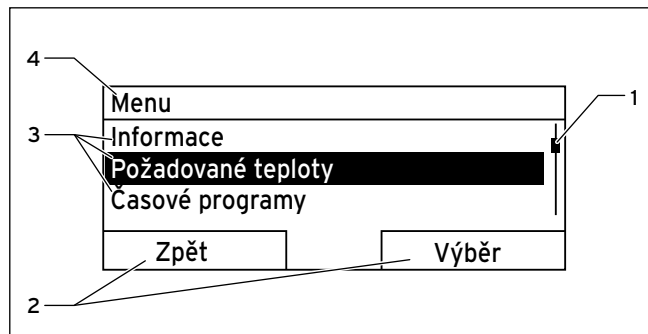 4
Menu
1
3
Informace
Požadované teploty
Časové programy
Zpět Výběr
2